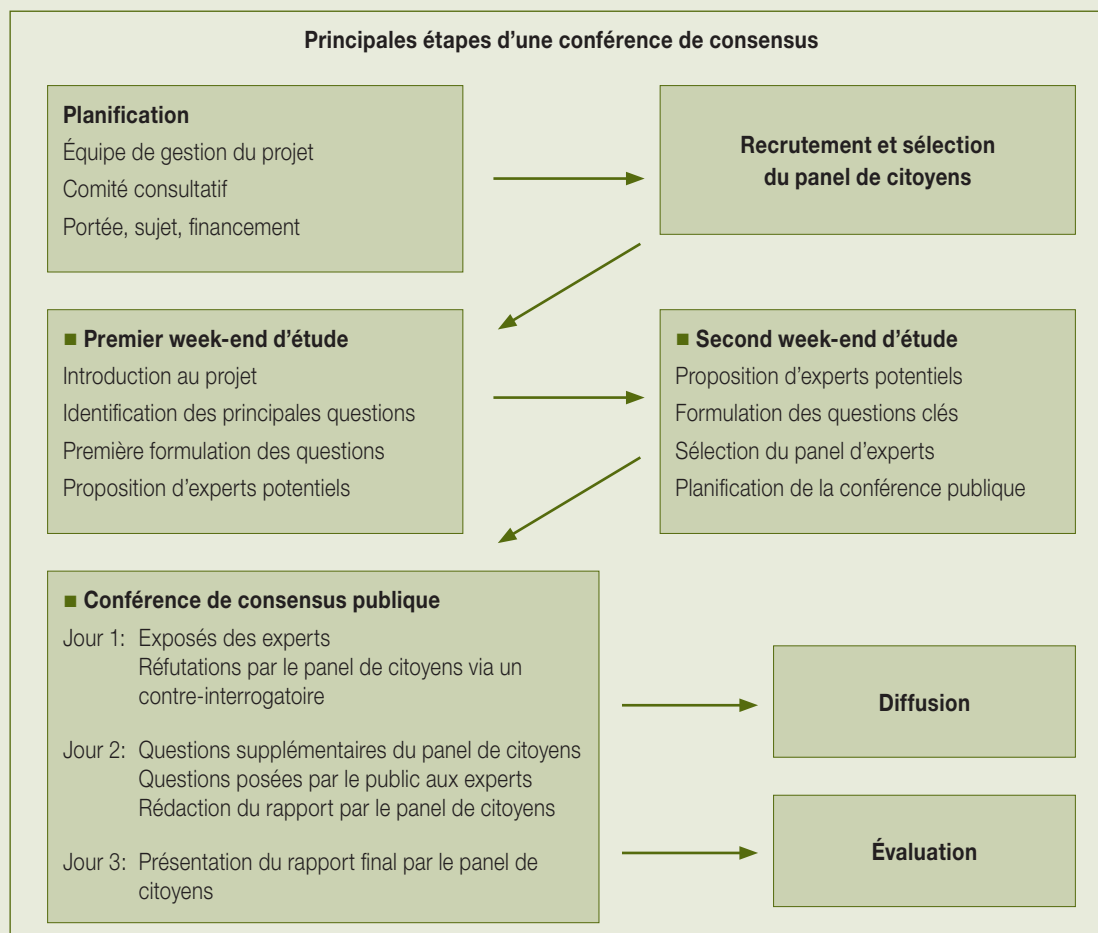 Principales étapes d’une conférence de consensus
Planification
Équipe de gestion du projet
Comité consultatif
Portée, sujet, financement
Recrutement et sélection
du panel de citoyens
■ Premier week-end d’étude
Introduction au projet
Identification des principales questions
Première formulation des questions
Proposition d’experts potentiels
■ Second week-end d’étude
Proposition d’experts potentiels
Formulation des questions clés
Sélection du panel d’experts
Planification de la conférence publique
■ Conférence de consensus publique
Jour 1: Exposés des experts
Réfutations par le panel de citoyens via un
contre-interrogatoire
Jour 2: Questions supplémentaires du panel de citoyens
Questions posées par le public aux experts
Rédaction du rapport par le panel de citoyens
Jour 3: Présentation du rapport final par le panel de
citoyens
Diffusion
Évaluation